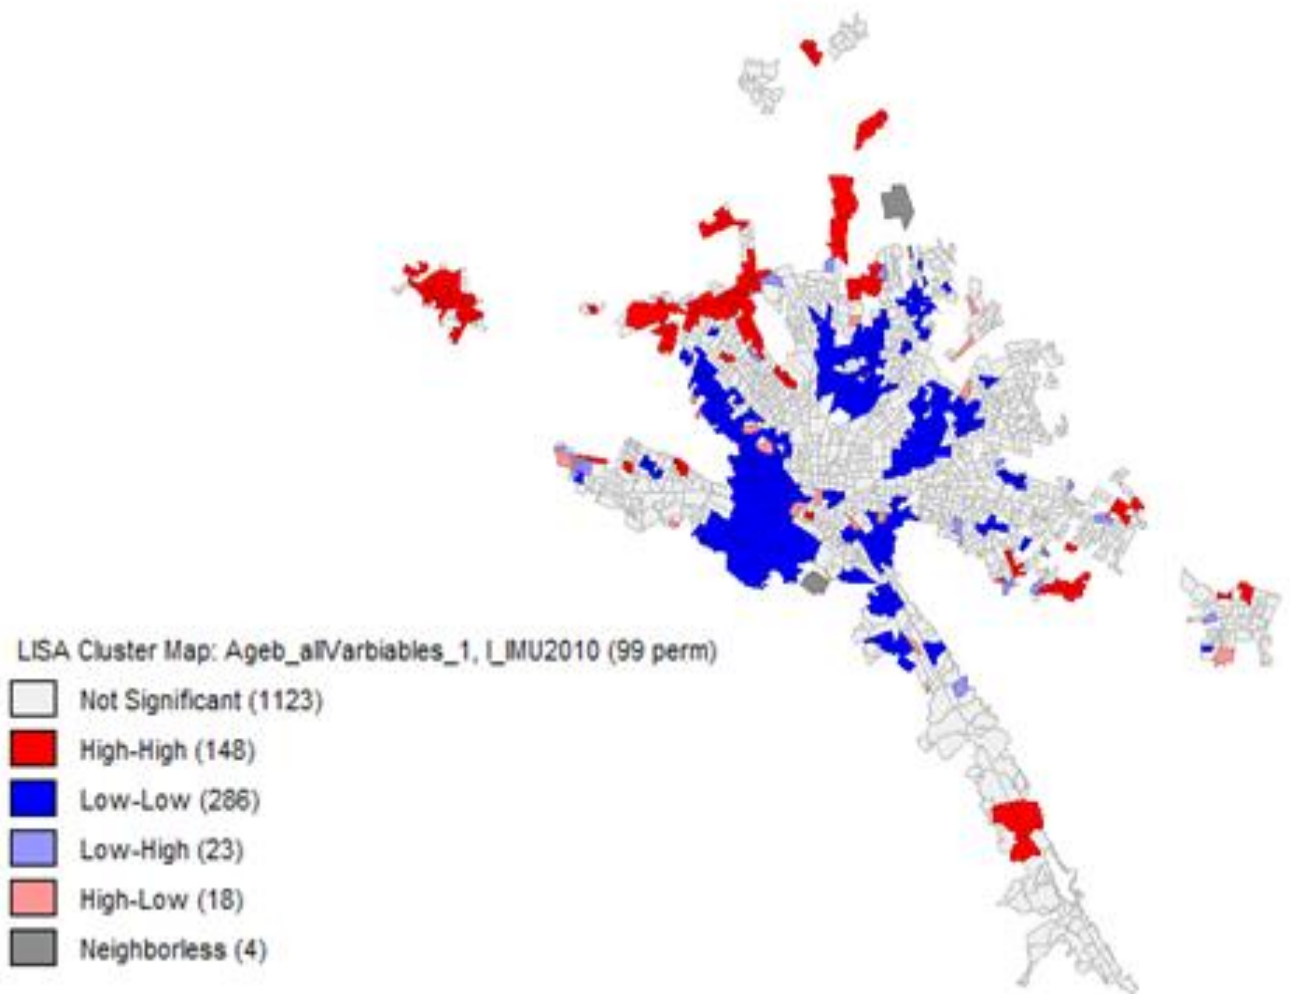 LISA Cluster Map: Ageb_allVarbiables_1, I_IMU2010 (99 perm)
Not Significant (1123)
High-High (148)
Low-Low (286)
Low-High (23)
High-Low (18)
Neighborless (4)